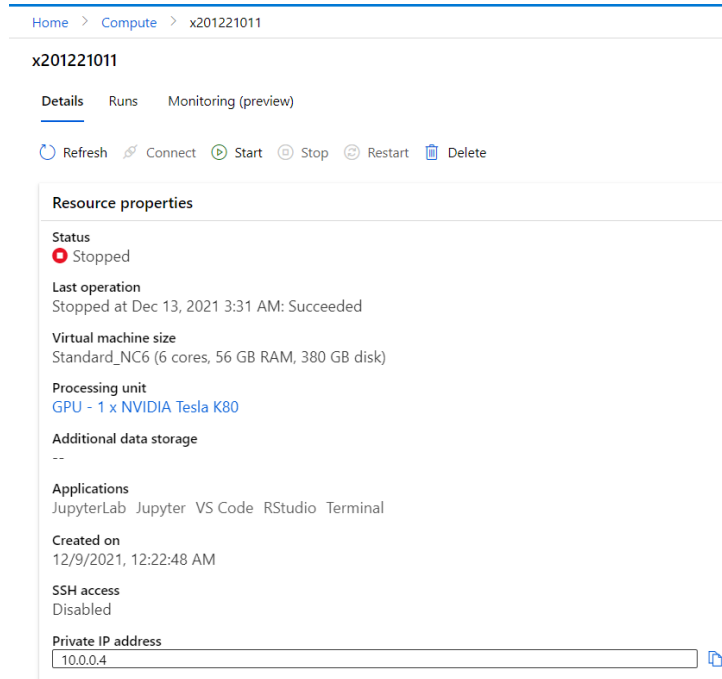 Home > Compute > x201221011
x201221011
Details Runs Monitoring (preview)
Refresh Connect Start Stop Restart Delete
Resource properties
Status
Stopped
Last operation
Stopped at Dec 13, 2021 3:31 AM: Succeeded
Virtual machine size
Standard_NC6 (6 cores, 56 GB RAM, 380 GB disk)
Processing unit
GPU - 1 x NVIDIA Tesla K80
Additional data storage
--
Applications
JupyterLab Jupyter VS Code RStudio Terminal
Created on
12/9/2021, 12:22:48 AM
SSH access
Disabled
Private IP address
10.0.0.4